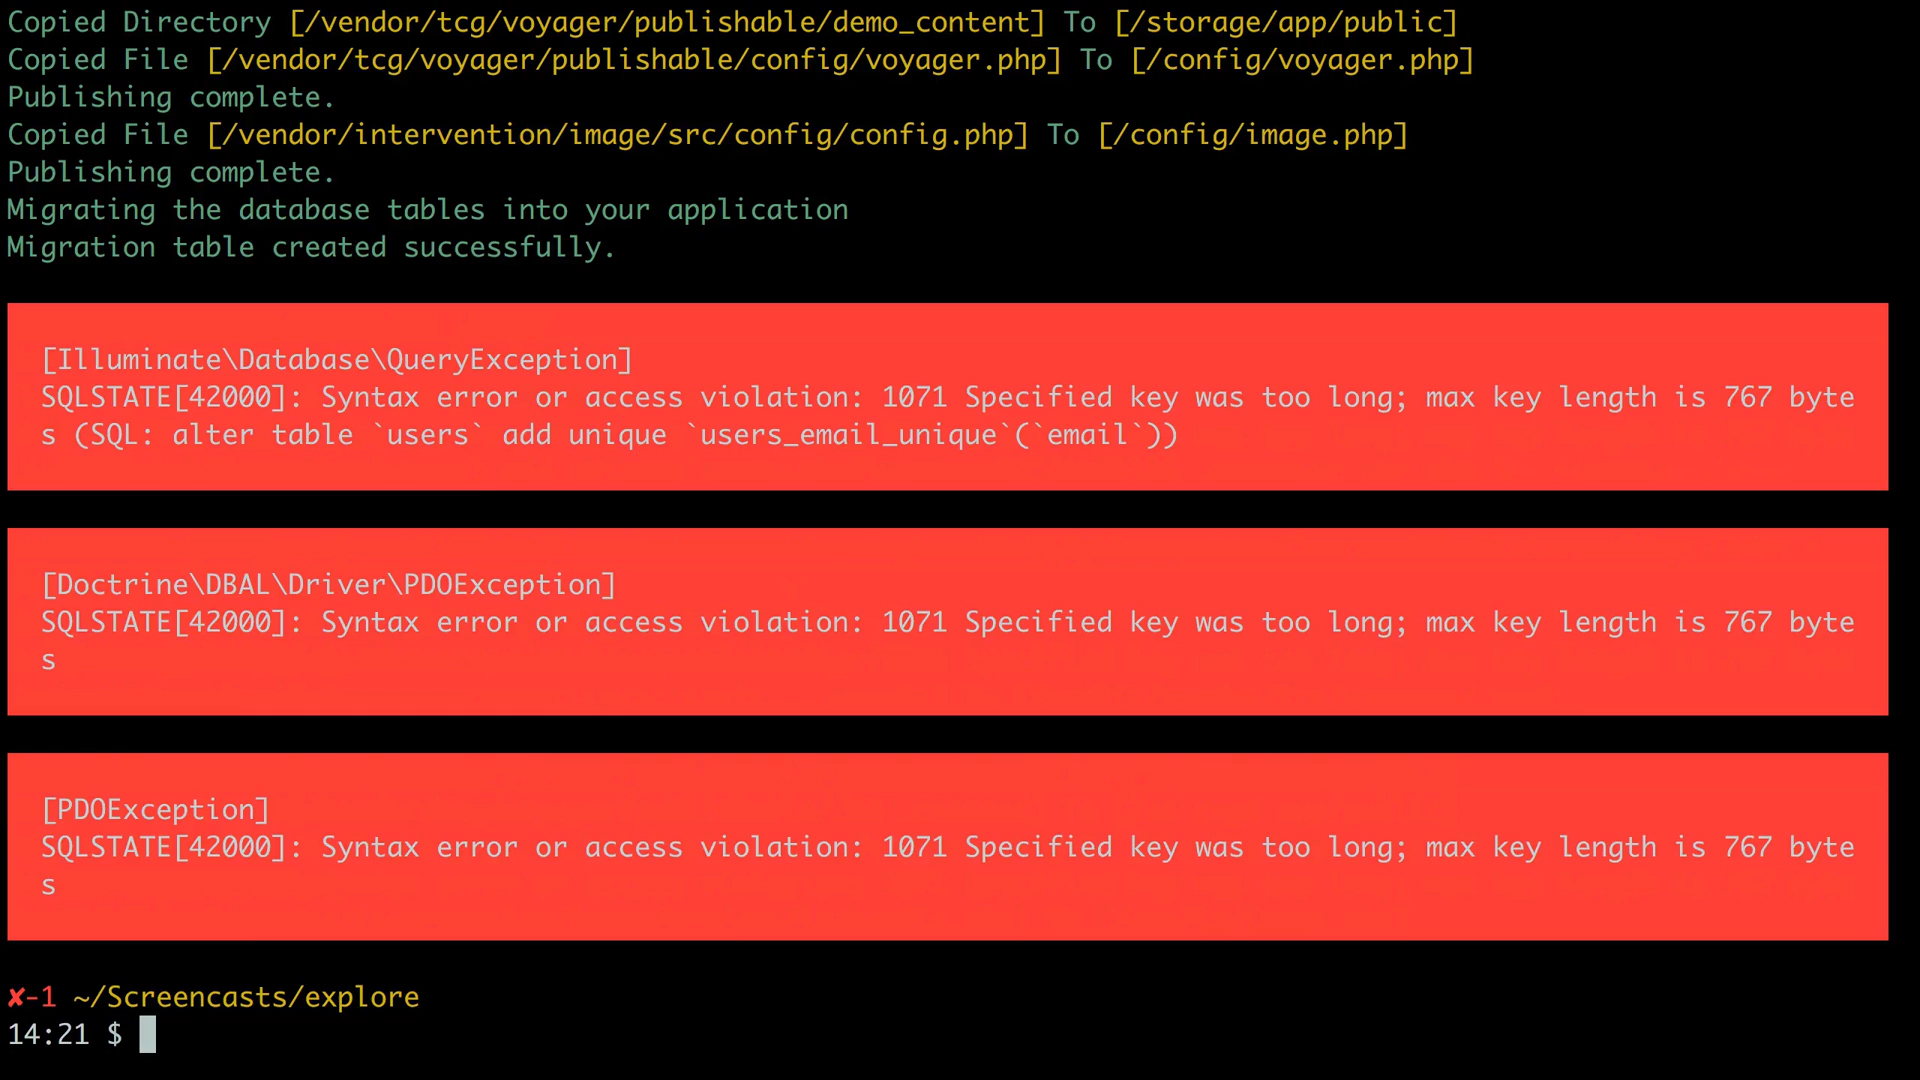 Copied Directory [/vendor/tcg/voyager/publishable/demo_content] To [/storage/app/public]
Copied File [/vendor/tcg/voyager/publishable/config/voyager.php] To [/config/voyager.php]
Publishing complete.
Copied File [/vendor/intervention/image/src/config/config.php] To [/config/image.php]
Publishing complete.
Migrating the database tables into your application
Migration table created successfully.
[Illuminate\Database\QueryException]
SQLSTATE[42000]: Syntax error or access violation: 1071 Specified key was too long; max key length is 767 byte
s (SQL: alter table `users` add unique `users_email_unique`(`email`))
[Doctrine\DBAL\Driver\PDOException]
SQLSTATE[42000]: Syntax error or access violation: 1071 Specified key was too long; max key length is 767 byte
s
[PDOException]
SQLSTATE[42000]: Syntax error or access violation: 1071 Specified key was too long; max key length is 767 byte
s
✘-1 ~/Screencasts/explore
14:21 $